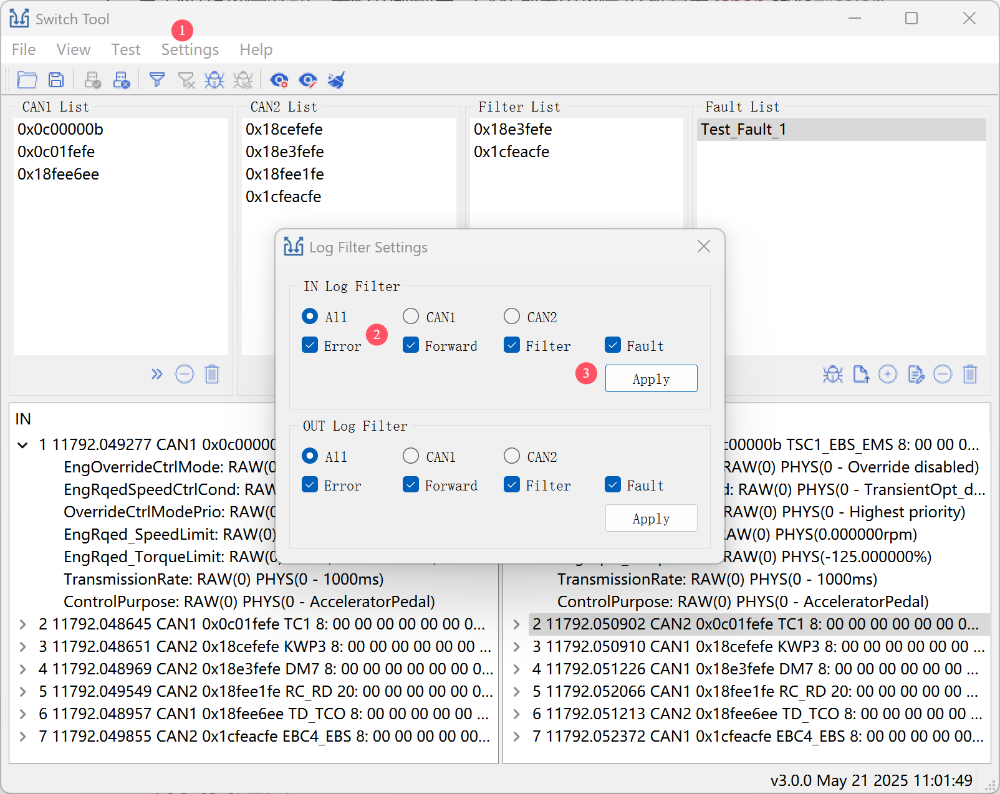 Switch Tool
1
File View Test Settings Help
CAN1 List
0x0c00000b
0x0c01fefe
0x18fee6ee
CAN2 List
0x18cefefe
0x18e3fefe
0x18fee1fe
0x1cfeacfe
Filter List
0x18e3fefe
0x1cfeacfe
Fault List
Test_Fault_1
Log Filter Settings
IN Log Filter
All CAN1 CAN2
2
Error Forward Filter Fault
3
Apply
OUT Log Filter
All CAN1 CAN2
Error Forward Filter Fault
Apply
IN
1 11792.049277 CAN1 0x0c0000
EngOverrideCtrlMode: RAW(0
EngRqedSpeedCtrlCond: RAW
OverrideCtrlModePrio: RAW(0
EngRqed_SpeedLimit: RAW(0)
EngRqed_TorqueLimit: RAW(0
TransmissionRate: RAW(0) PHYS(0 - 1000ms)
ControlPurpose: RAW(0) PHYS(0 - AcceleratorPedal)
2 11792.048645 CAN1 0x0c01fefe TC1 8: 00 00 00 00 00 00 0...
3 11792.048651 CAN2 0x18cefefe KWP3 8: 00 00 00 00 00 00 ...
4 11792.048969 CAN2 0x18e3fefe DM7 8: 00 00 00 00 00 00 0...
5 11792.049549 CAN2 0x18fee1fe RC_RD 20: 00 00 00 00 00 0...
6 11792.048957 CAN1 0x18fee6ee TD_TCO 8: 00 00 00 00 00 ...
7 11792.049855 CAN2 0x1cfeacfe EBC4_EBS 8: 00 00 00 00 00...
c00000b TSC1_EBS_EMS 8: 00 00 0...
RAW(0) PHYS(0 - Override disabled)
d: RAW(0) PHYS(0 - TransientOpt_d...
RAW(0) PHYS(0 - Highest priority)
AW(0) PHYS(0.000000rpm)
RAW(0) PHYS(-125.000000%)
TransmissionRate: RAW(0) PHYS(0 - 1000ms)
ControlPurpose: RAW(0) PHYS(0 - AcceleratorPedal)
2 11792.050902 CAN2 0x0c01fefe TC1 8: 00 00 00 00 00 00 0...
3 11792.050910 CAN1 0x18cefefe KWP3 8: 00 00 00 00 00 00 ...
4 11792.051226 CAN1 0x18e3fefe DM7 8: 00 00 00 00 00 00 ...
5 11792.052066 CAN1 0x18fee1fe RC_RD 20: 00 00 00 00 00 ...
6 11792.051213 CAN2 0x18fee6ee TD_TCO 8: 00 00 00 00 00 ...
7 11792.052372 CAN1 0x1cfeacfe EBC4_EBS 8: 00 00 00 00 00...
v3.0.0 May 21 2025 11:01:49